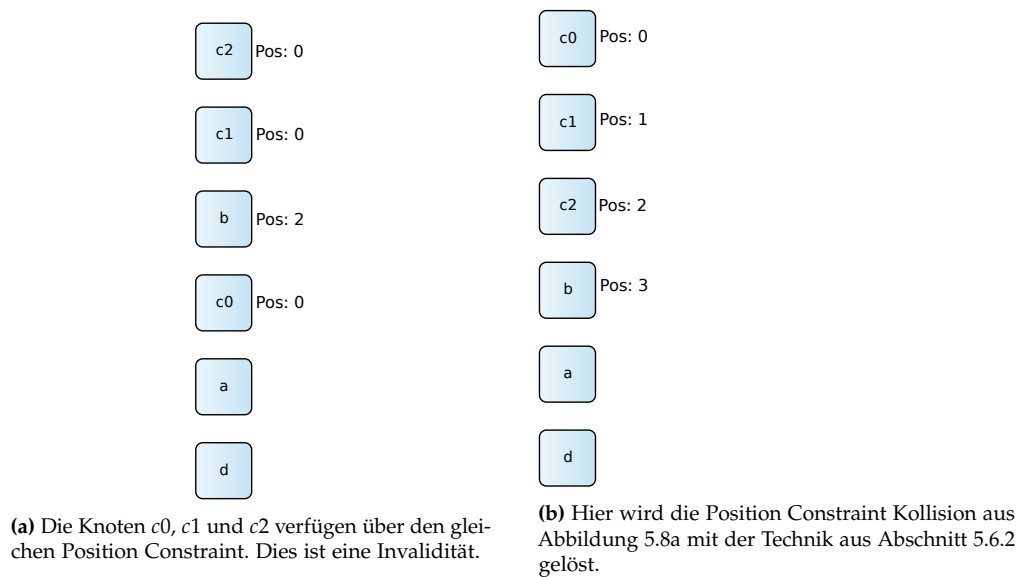 c2 Pos: 0
c1 Pos: 0
b Pos: 2
c0 Pos: 0
a
d
(a) Die Knoten c0, c1 und c2 verfügen über den glei-
chen Position Constraint. Dies ist eine Invalidität.
c0 Pos: 0
c1 Pos: 1
c2 Pos: 2
b Pos: 3
a
d
(b) Hier wird die Position Constraint Kollision aus
Abbildung 5.8a mit der Technik aus Abschnitt 5.6.2
gelöst.